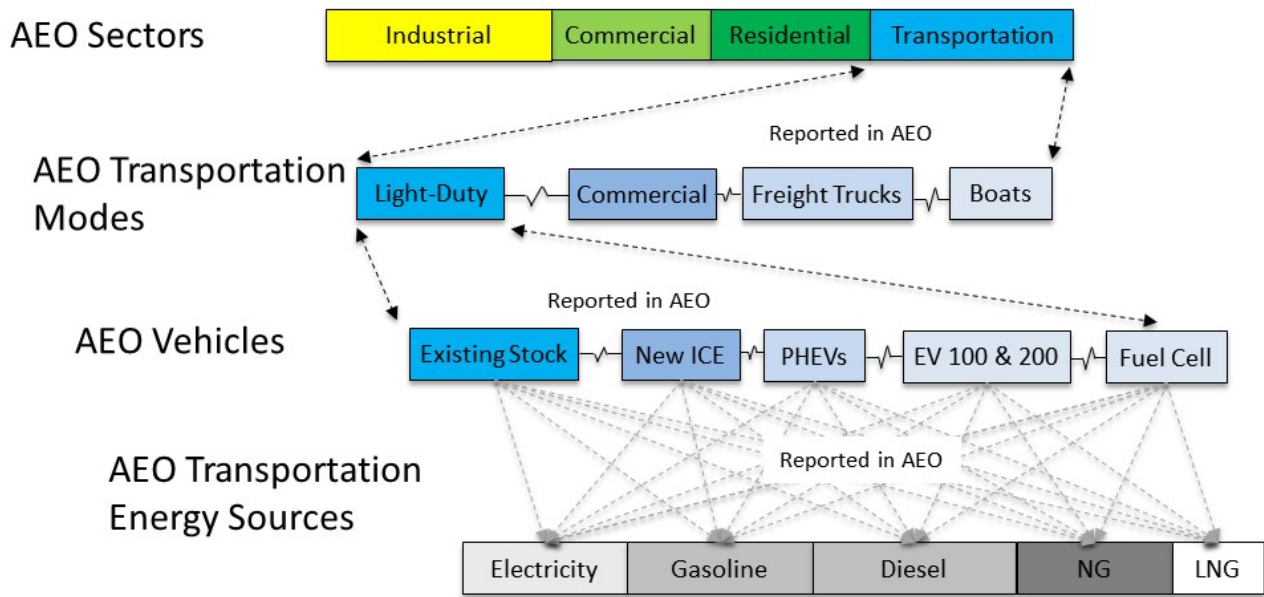 AEO Sectors
Industrial
Commercial
Residential
Transportation
Reported in AEO
AEO Transportation
Modes
Light-Duty
Commercial
Freight Trucks
Boats
Reported in AEO
AEO Vehicles
Existing Stock
New ICE
PHEVs
EV 100 & 200
Fuel Cell
Reported in AEO
AEO Transportation
Energy Sources
Electricity
Gasoline
Diesel
NG
LNG